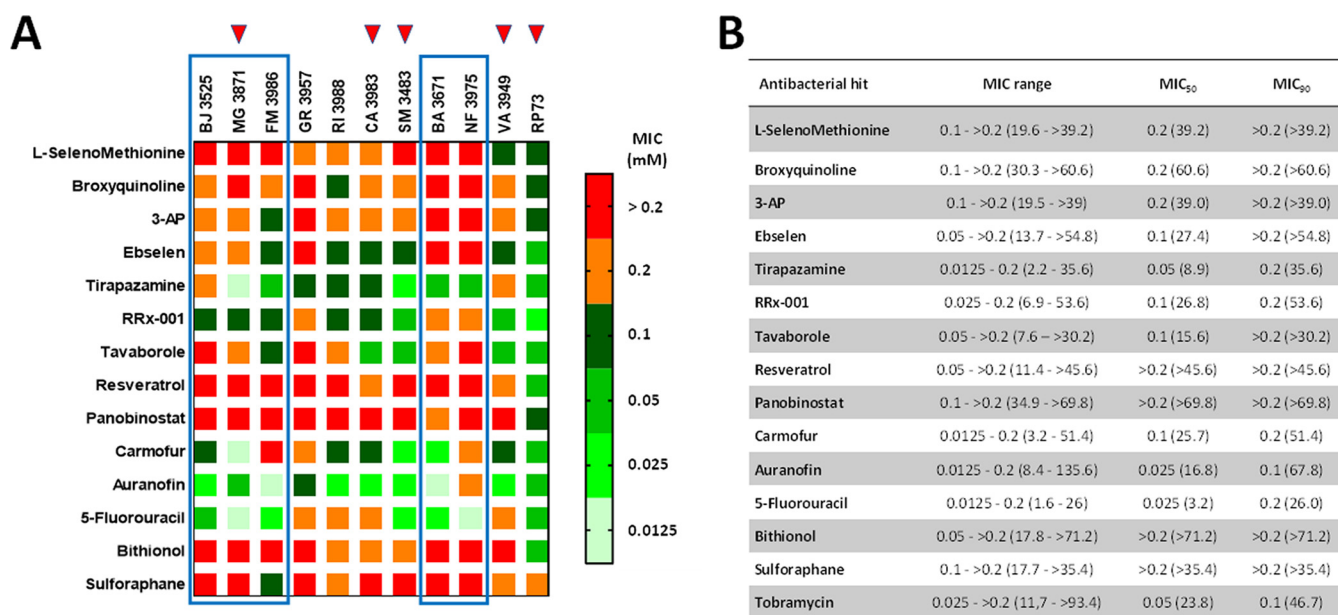 A
BJ 3525
MG 3871
FM 3986
GR 3957
RI 3988
CA 3983
SM 3483
BA 3671
NF 3975
VA 3949
RP73
L-SelenoMethionine
Broxyquinoline
3-AP
Ebselen
Tirapazamine
RRx-001
Tavaborole
Resveratrol
Panobinostat
Carmofur
Auranofin
5-Fluorouracil
Bithionol
Sulforaphane
MIC
(mM)
> 0.2
0.2
0.1
0.05
0.025
0.0125
B
Antibacterial hit MIC range MIC50 MIC90
L-SelenoMethionine 0.1 - >0.2 (19.6 - >39.2) 0.2 (39.2) >0.2 (>39.2)
Broxyquinoline 0.1 - >0.2 (30.3 - >60.6) 0.2 (60.6) >0.2 (>60.6)
3-AP 0.1 - >0.2 (19.5 - >39) 0.2 (39.0) >0.2 (>39.0)
Ebselen 0.05 - >0.2 (13.7 - >54.8) 0.1 (27.4) >0.2 (>54.8)
Tirapazamine 0.0125 - 0.2 (2.2 - 35.6) 0.05 (8.9) 0.2 (35.6)
RRx-001 0.025 - 0.2 (6.9 - 53.6) 0.1 (26.8) 0.2 (53.6)
Tavaborole 0.05 - >0.2 (7.6 – >30.2) 0.1 (15.6) >0.2 (>30.2)
Resveratrol 0.05 - >0.2 (11.4 - >45.6) >0.2 (>45.6) >0.2 (>45.6)
Panobinostat 0.1 - >0.2 (34.9 - >69.8) >0.2 (>69.8) >0.2 (>69.8)
Carmofur 0.0125 - 0.2 (3.2 - 51.4) 0.1 (25.7) 0.2 (51.4)
Auranofin 0.0125 - 0.2 (8.4 - 135.6) 0.025 (16.8) 0.1 (67.8)
5-Fluorouracil 0.0125 - 0.2 (1.6 - 26) 0.025 (3.2) 0.2 (26.0)
Bithionol 0.05 - >0.2 (17.8 - >71.2) >0.2 (>71.2) >0.2 (>71.2)
Sulforaphane 0.1 - >0.2 (17.7 - >35.4) >0.2 (>35.4) >0.2 (>35.4)
Tobramycin 0.025 - >0.2 (11,7 - >93.4) 0.05 (23.8) 0.1 (46.7)